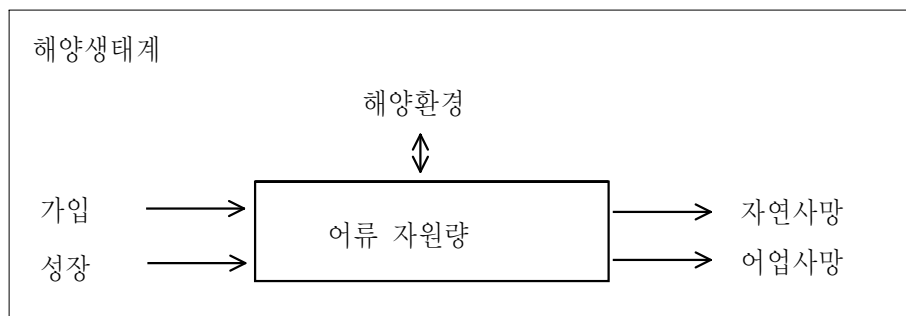 해양생태계
해양환경
가입
어류 자원량
자연사망
성장
어업사망